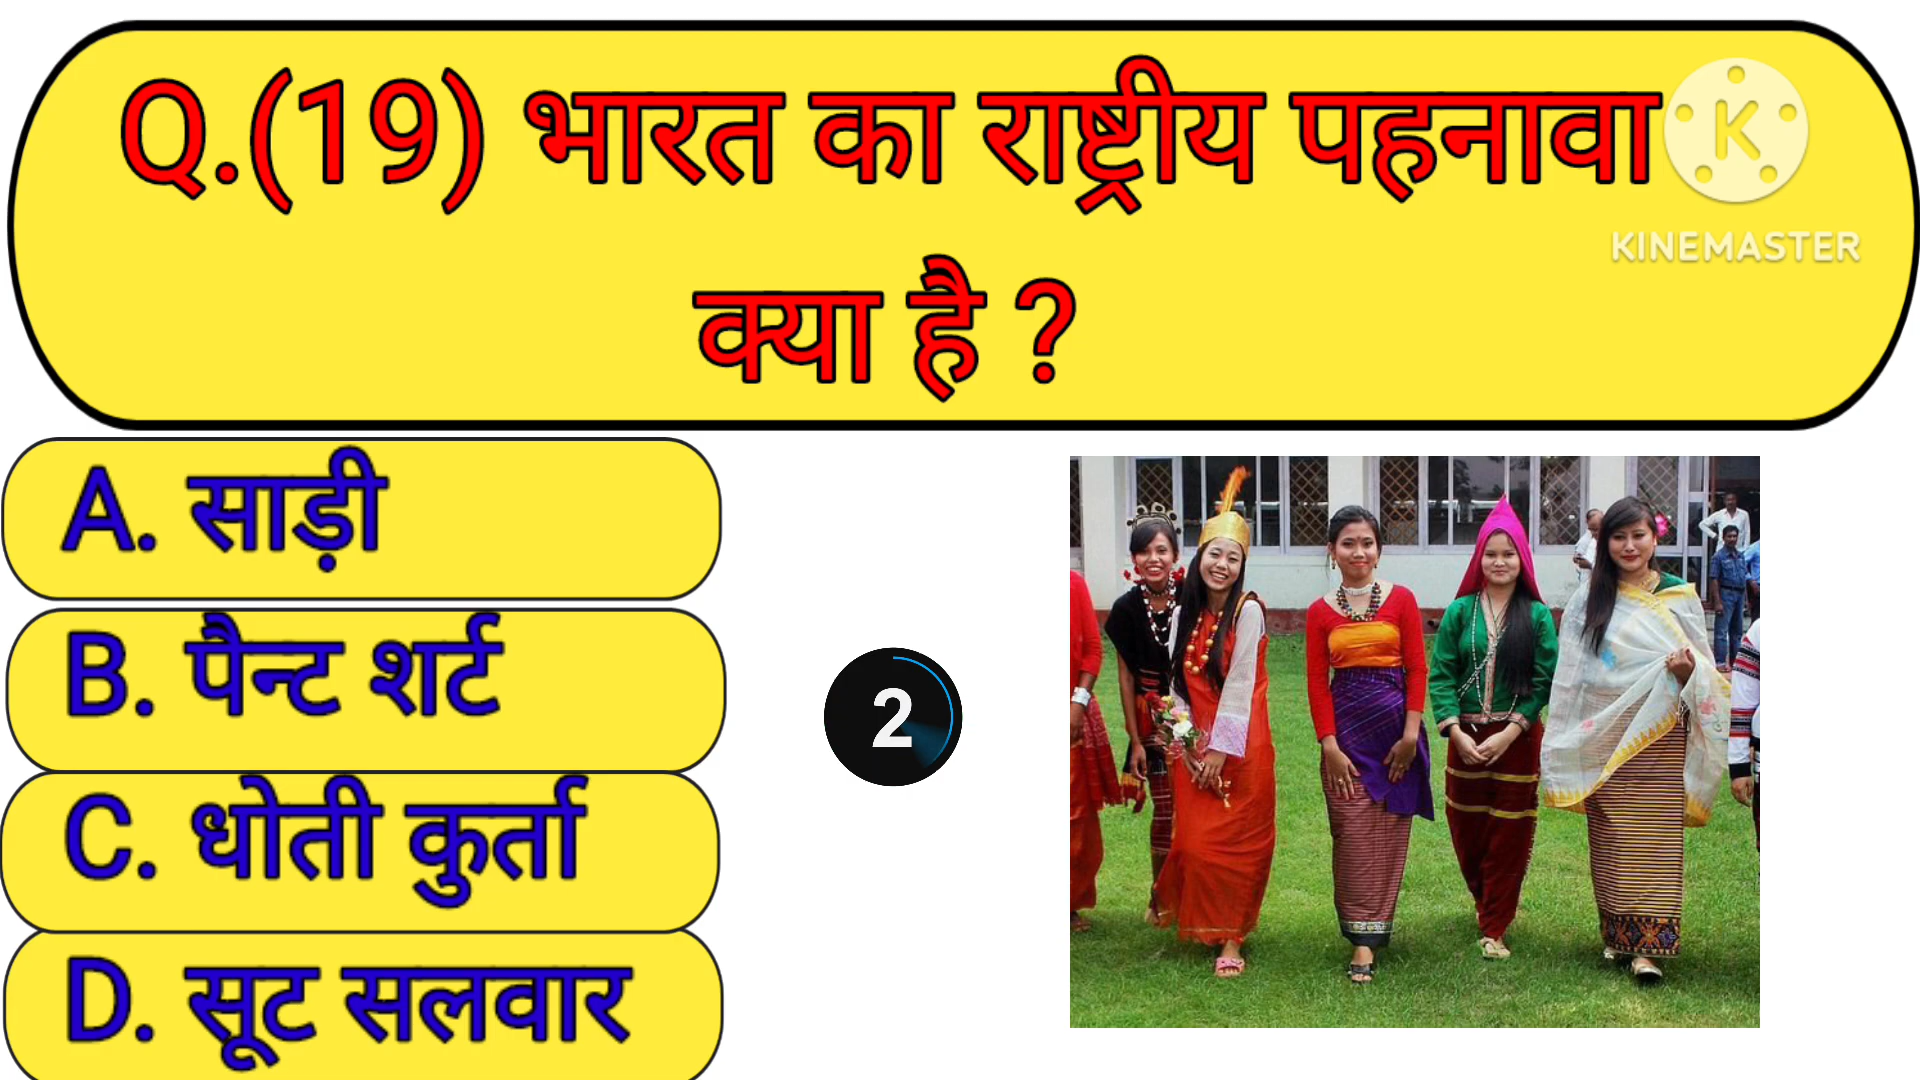 Q.(19) भारत का राष्ट्रीय पहनावा
क्या है ?
K
KINEMASTER
A. साड़ी
B. पैन्ट शर्ट
C. धोती कुर्ता
D. सूट सलवार
2